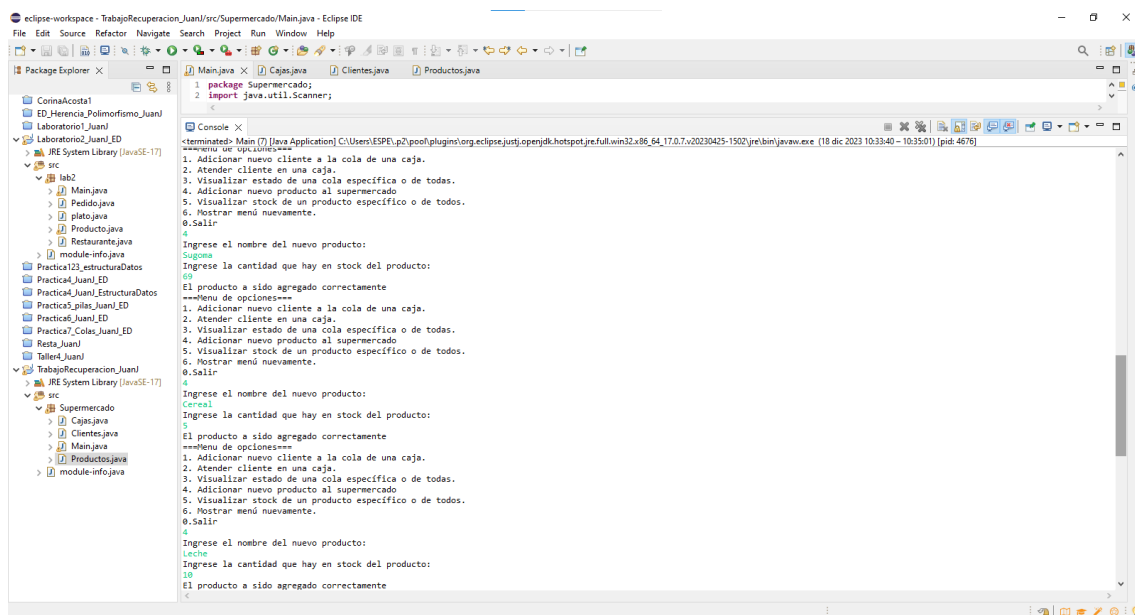 eclipse-workspace - TrabajoRecuperacion_JuanJ/src/Supermercado/Main.java - Eclipse IDE
File Edit Source Refactor Navigate Search Project Run Window Help
Package Explorer
CorinaAcosta1
ED_Herencia_Polimorfismo_JuanJ
Laboratorio1_JuanJ
Laboratorio2_JuanJ_ED
JRE System Library [JavaSE-17]
src
lab2
Main.java
Pedido.java
plato.java
Producto.java
Restaurante.java
module-info.java
Practica123_estructuraDatos
Practica4_JuanJ_ED
Practica4_JuanJ_EstructuraDatos
Practica5_pilas_JuanJ_ED
Practica6_JuanJ_ED
Practica7_Colas_JuanJ_ED
Resta_JuanJ
Taller4_JuanJ
TrabajoRecuperacion_JuanJ
JRE System Library [JavaSE-17]
src
Supermercado
Cajas.java
Clientes.java
Main.java
Productos.java
module-info.java
Main.java Cajas.java Clientes.java Productos.java
1 package Supermercado;
2 import java.util.Scanner;
Console
<terminated> Main (7) [Java Application] C:\Users\ESPE\.p2\pool\plugins\org.eclipse.justj.openjdk.hotspot.jre.full.win32.x86_64_17.0.7.v20230425-1502\jre\bin\javaw.exe (18 dic 2023 10:33:40 – 10:35:01) [pid: 4676]
===Menu de opciones===
1. Adicionar nuevo cliente a la cola de una caja.
2. Atender cliente en una caja.
3. Visualizar estado de una cola específica o de todas.
4. Adicionar nuevo producto al supermercado
5. Visualizar stock de un producto específico o de todos.
6. Mostrar menú nuevamente.
0.Salir
4
Ingrese el nombre del nuevo producto:
Sugoma
Ingrese la cantidad que hay en stock del producto:
69
El producto a sido agregado correctamente
===Menu de opciones===
1. Adicionar nuevo cliente a la cola de una caja.
2. Atender cliente en una caja.
3. Visualizar estado de una cola específica o de todas.
4. Adicionar nuevo producto al supermercado
5. Visualizar stock de un producto específico o de todos.
6. Mostrar menú nuevamente.
0.Salir
4
Ingrese el nombre del nuevo producto:
Cereal
Ingrese la cantidad que hay en stock del producto:
5
El producto a sido agregado correctamente
===Menu de opciones===
1. Adicionar nuevo cliente a la cola de una caja.
2. Atender cliente en una caja.
3. Visualizar estado de una cola específica o de todas.
4. Adicionar nuevo producto al supermercado
5. Visualizar stock de un producto específico o de todos.
6. Mostrar menú nuevamente.
0.Salir
4
Ingrese el nombre del nuevo producto:
Leche
Ingrese la cantidad que hay en stock del producto:
10
El producto a sido agregado correctamente